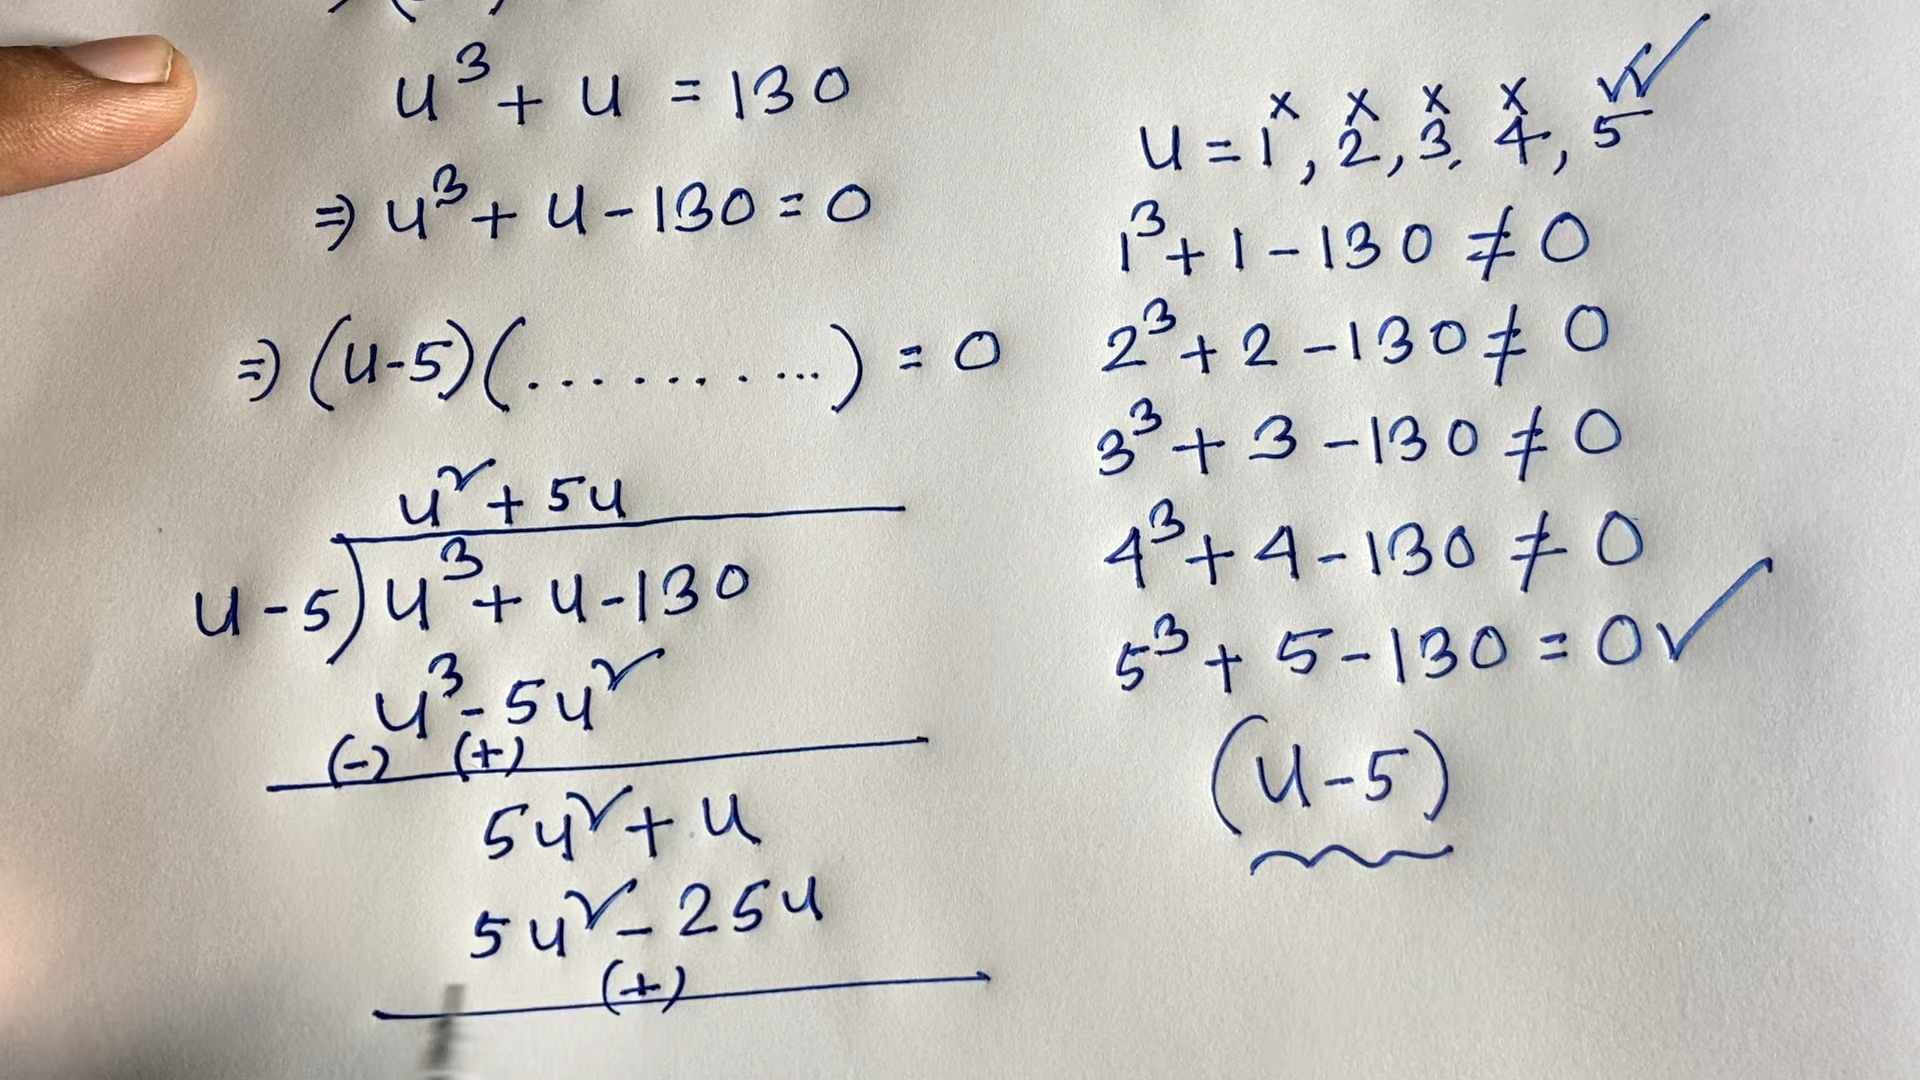 u³ + u = 130
⇒ u³ + u - 130 = 0
⇒ (u-5)(.............) = 0
u² + 5u
u - 5) u³ + u - 130
u³ - 5u²
(-) (+)
5u² + u
5u² - 25u
(+)
x x x x ✓✓
u = 1, 2, 3, 4, 5
1³ + 1 - 130 ≠ 0
2³ + 2 - 130 ≠ 0
3³ + 3 - 130 ≠ 0
4³ + 4 - 130 ≠ 0
5³ + 5 - 130 = 0 ✓
(u - 5)